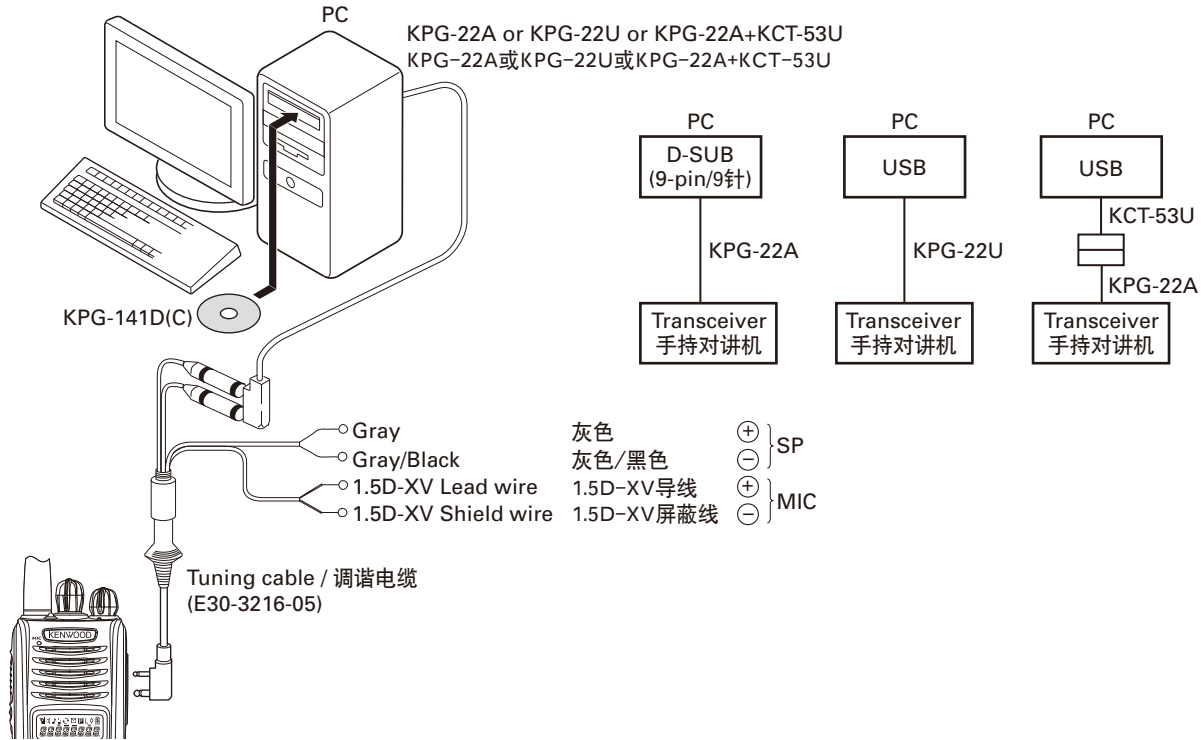 PC
KPG-22A or KPG-22U or KPG-22A+KCT-53U
KPG-22A或KPG-22U或KPG-22A+KCT-53U
PC
D-SUB
(9-pin/9针)
KPG-22A
Transceiver
手持对讲机
PC
USB
KPG-22U
Transceiver
手持对讲机
PC
USB
KCT-53U
KPG-22A
Transceiver
手持对讲机
KPG-141D(C)
Gray 灰色 + SP
Gray/Black 灰色/黑色 −
1.5D-XV Lead wire 1.5D-XV导线 + MIC
1.5D-XV Shield wire 1.5D-XV屏蔽线 −
Tuning cable / 调谐电缆
(E30-3216-05)
MIC
KENWOOD